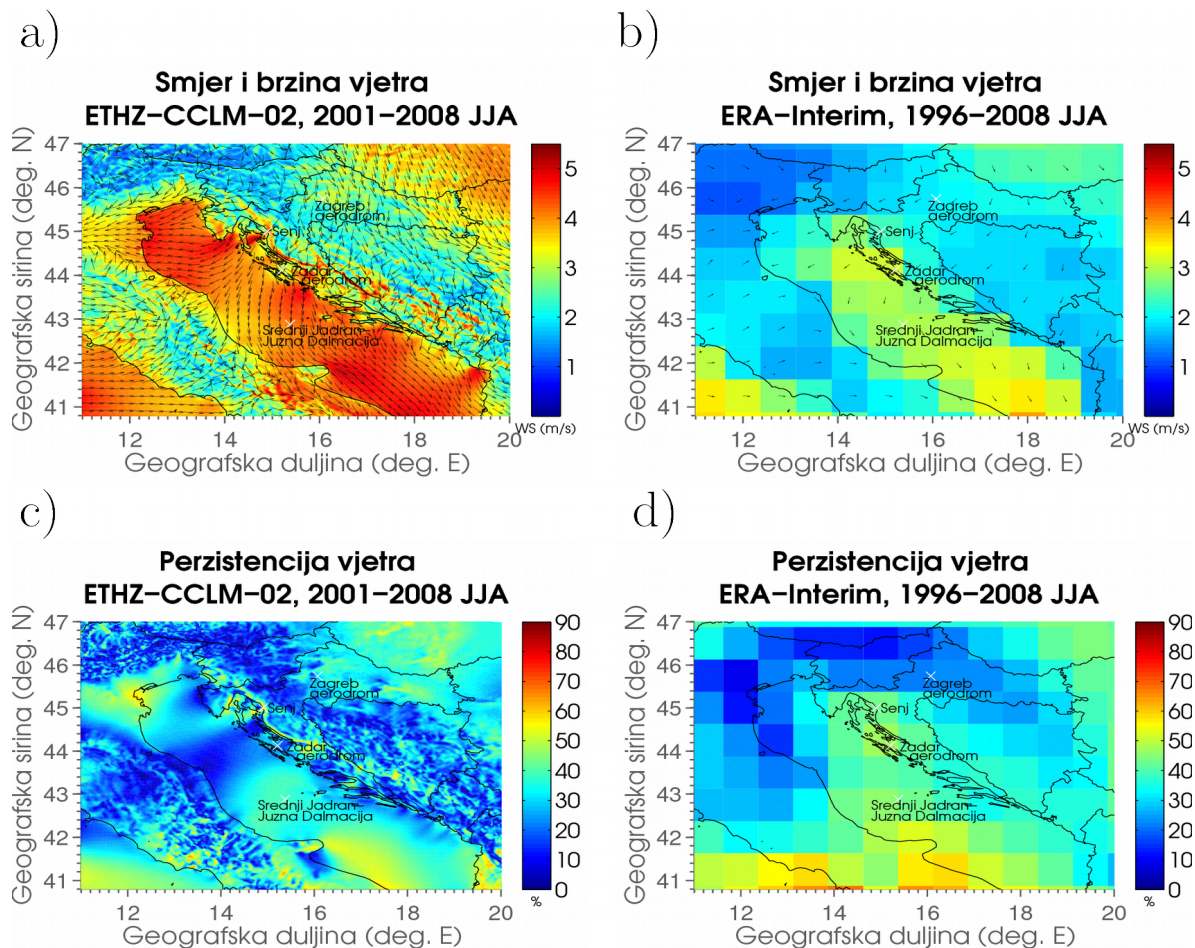 a)
Smjer i brzina vjetra
ETHZ–CCLM–02, 2001–2008 JJA
Geografska sirina (deg. N)
47
46
45
44
43
42
41
Zagreb
aerodrom
Senj
Zadar
aerodrom
Srednji Jadran–
Juzna Dalmacija
12 14 16 18 20
Geografska duljina (deg. E)
5
4
3
2
1
WS (m/s)
b)
Smjer i brzina vjetra
ERA–Interim, 1996–2008 JJA
Geografska sirina (deg. N)
47
46
45
44
43
42
41
Zagreb
aerodrom
Senj
Zadar
aerodrom
Srednji Jadran–
Juzna Dalmacija
12 14 16 18 20
Geografska duljina (deg. E)
5
4
3
2
1
WS (m/s)
c)
Perzistencija vjetra
ETHZ–CCLM–02, 2001–2008 JJA
Geografska sirina (deg. N)
47
46
45
44
43
42
41
Zagreb
aerodrom
Senj
Zadar
aerodrom
Srednji Jadran–
Juzna Dalmacija
12 14 16 18 20
Geografska duljina (deg. E)
90
80
70
60
50
40
30
20
10
0
%
d)
Perzistencija vjetra
ERA–Interim, 1996–2008 JJA
Geografska sirina (deg. N)
47
46
45
44
43
42
41
Zagreb
aerodrom
Senj
Zadar
aerodrom
Srednji Jadran–
Juzna Dalmacija
12 14 16 18 20
Geografska duljina (deg. E)
90
80
70
60
50
40
30
20
10
0
%